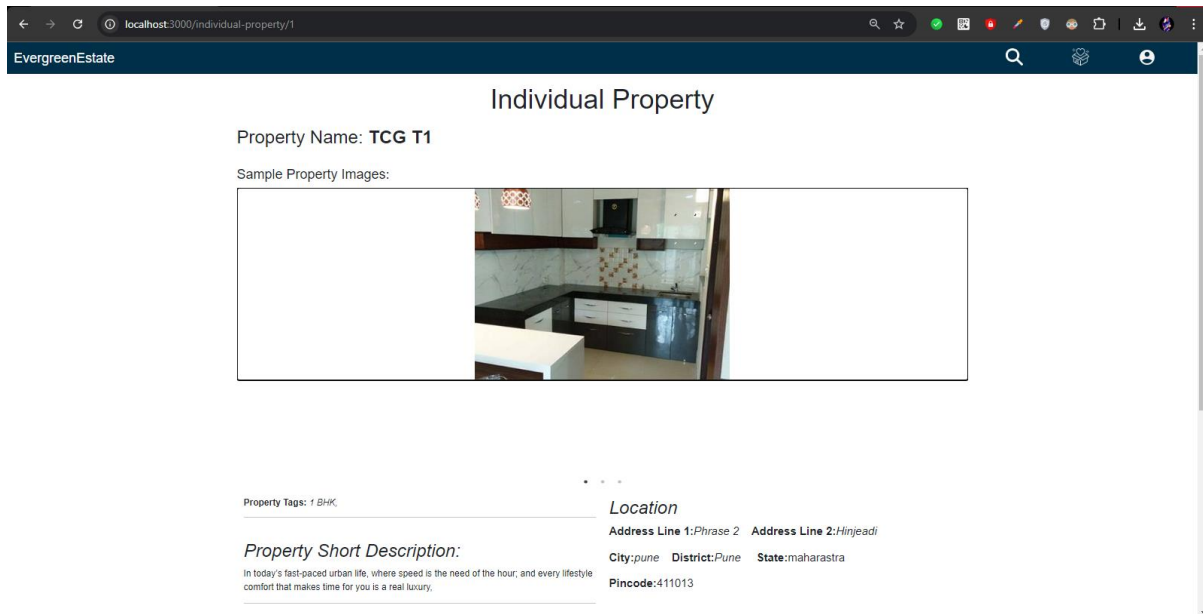 localhost:3000/individual-property/1
EvergreenEstate
Individual Property
Property Name: TCG T1
Sample Property Images:
Property Tags: 1 BHK,
Property Short Description:
In today's fast-paced urban life, where speed is the need of the hour; and every lifestyle
comfort that makes time for you is a real luxury,
Location
Address Line 1:Phrase 2 Address Line 2:Hinjeadi
City:pune District:Pune State:maharastra
Pincode:411013